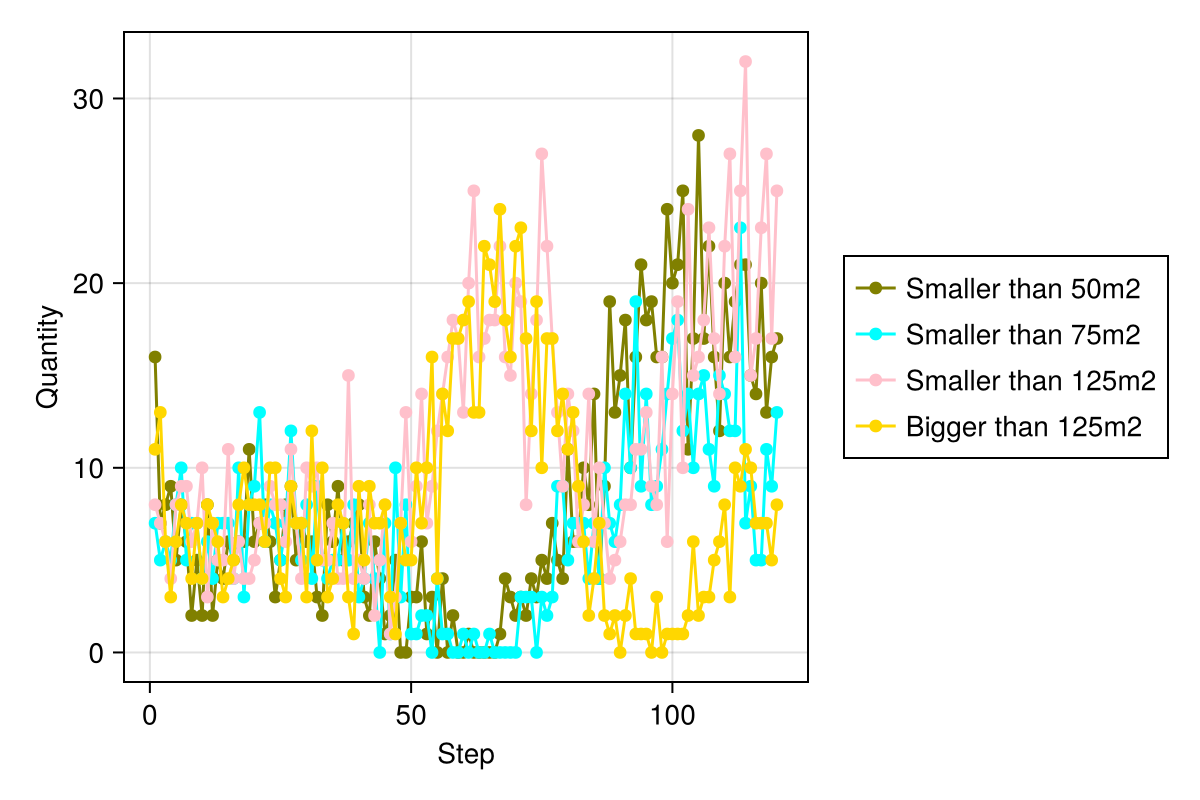 30
20
10
0
Quantity
0 50 100
Step
Smaller than 50m2
Smaller than 75m2
Smaller than 125m2
Bigger than 125m2